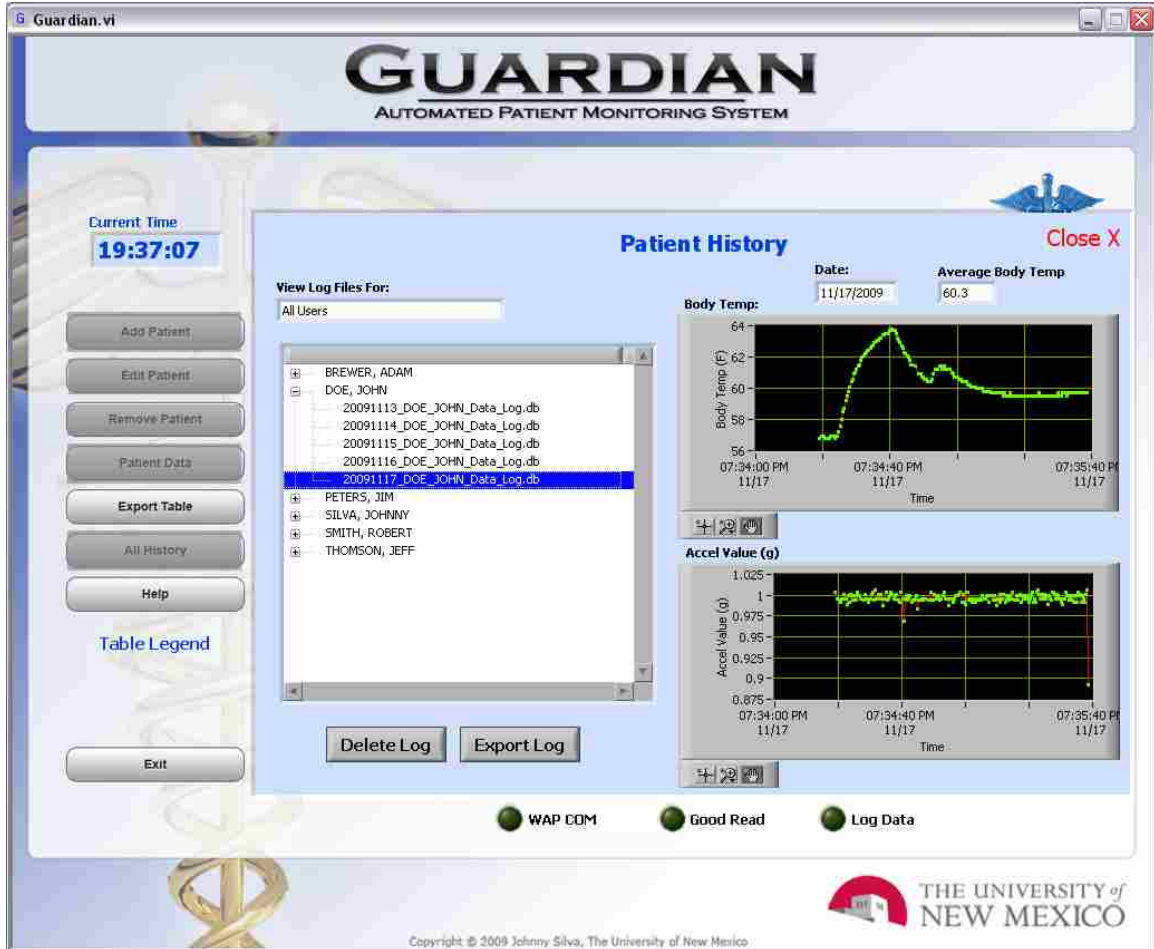 G Guardian.vi
GUARDIAN
AUTOMATED PATIENT MONITORING SYSTEM
Current Time
19:37:07
Add Patient
Edit Patient
Remove Patient
Patient Data
Export Table
All History
Help
Table Legend
Exit
Patient History
Close X
View Log Files For:
All Users
BREWER, ADAM
DOE, JOHN
20091113_DOE_JOHN_Data_Log.db
20091114_DOE_JOHN_Data_Log.db
20091115_DOE_JOHN_Data_Log.db
20091116_DOE_JOHN_Data_Log.db
20091117_DOE_JOHN_Data_Log.db
PETERS, JIM
SILVA, JOHNNY
SMITH, ROBERT
THOMSON, JEFF
Delete Log Export Log
Date: Average Body Temp
11/17/2009 60.3
Body Temp:
64
62
60
58
56
Body Temp (F)
07:34:00 PM 07:34:40 PM 07:35:40 P
11/17 11/17 11/17
Time
Accel Value (g)
1.025
1
0.975
0.95
0.925
0.9
0.875
Accel Value (g)
07:34:00 PM 07:34:40 PM 07:35:40 P
11/17 11/17 11/17
Time
WAP COM Good Read Log Data
THE UNIVERSITY of
NEW MEXICO
Copyright © 2009 Johnny Silva, The University of New Mexico